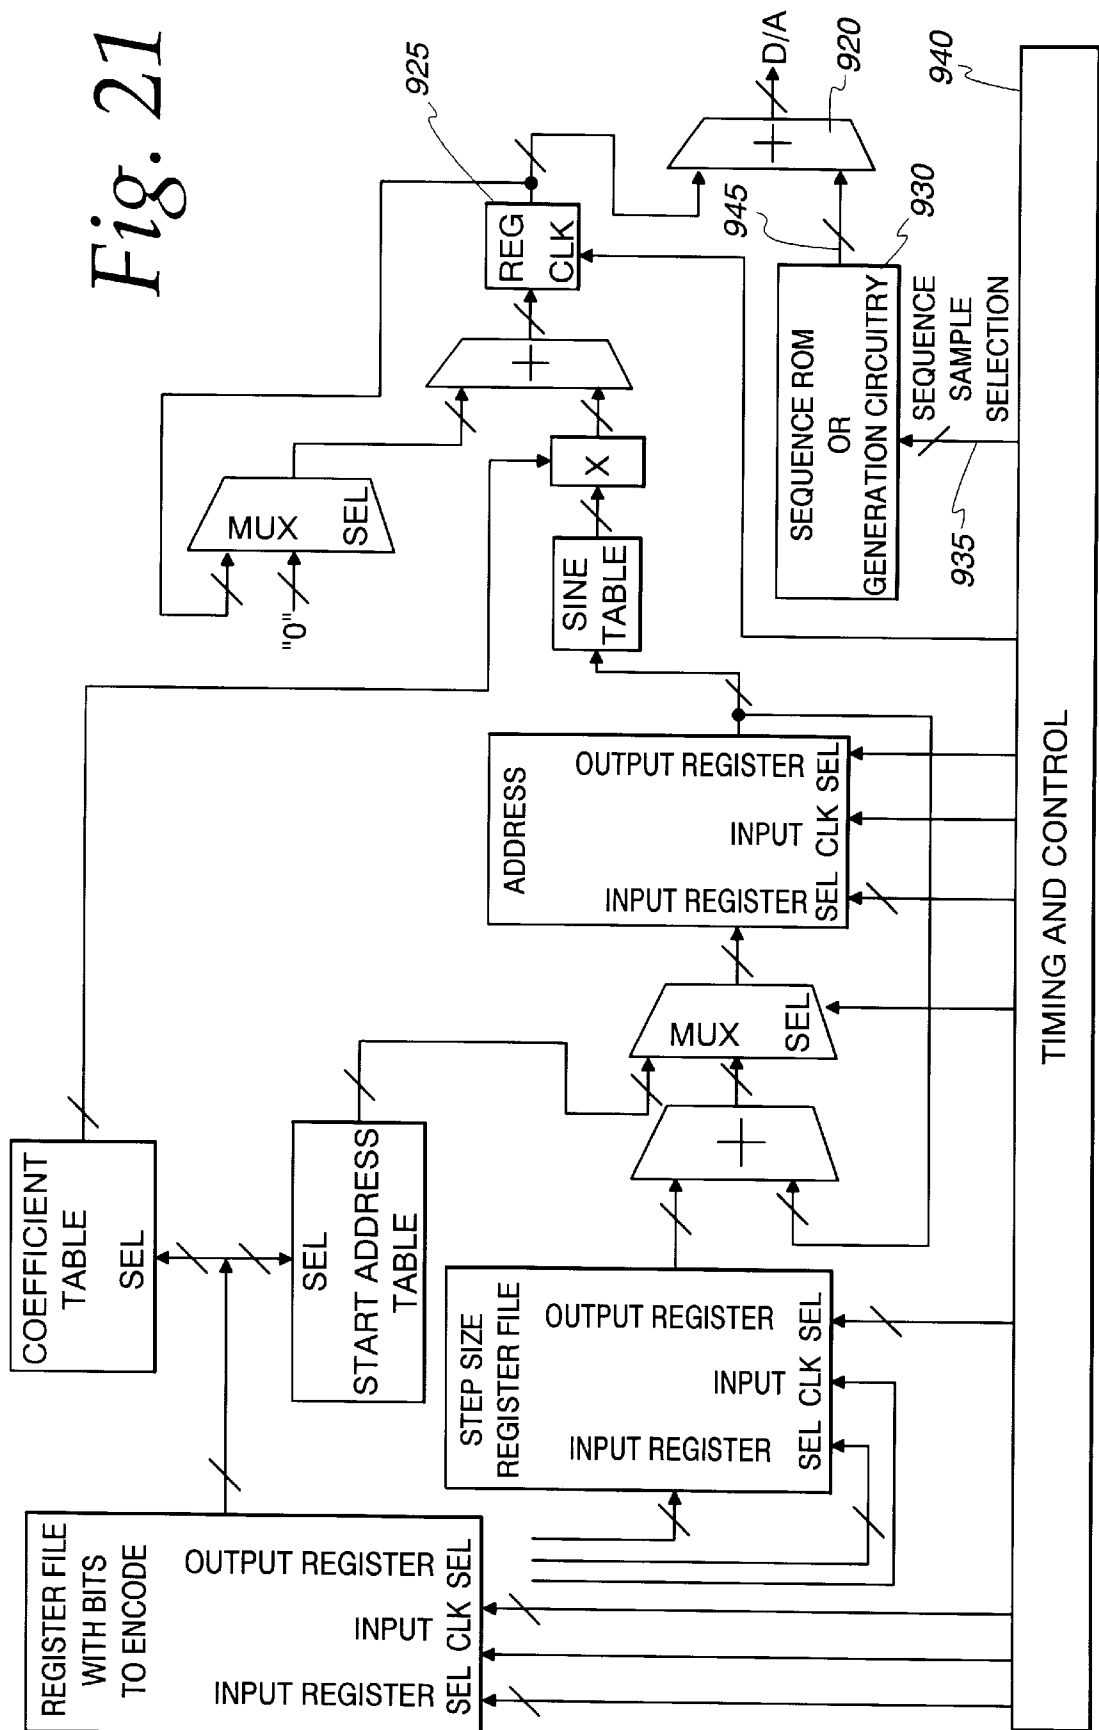 Fig. 21
REGISTER FILE
WITH BITS
TO ENCODE
INPUT REGISTER
INPUT
OUTPUT REGISTER
SEL CLK SEL
COEFFICIENT
TABLE
SEL
SEL
START ADDRESS
TABLE
STEP SIZE
REGISTER FILE
INPUT REGISTER
INPUT
OUTPUT REGISTER
SEL CLK SEL
+
MUX
SEL
ADDRESS
INPUT REGISTER
INPUT
OUTPUT REGISTER
SEL CLK SEL
SINE
TABLE
X
"0"
MUX
SEL
+
REG
CLK
925
+
D/A
920
SEQUENCE ROM
OR
GENERATION CIRCUITRY
945
930
SEQUENCE
SAMPLE
SELECTION
935
940
TIMING AND CONTROL